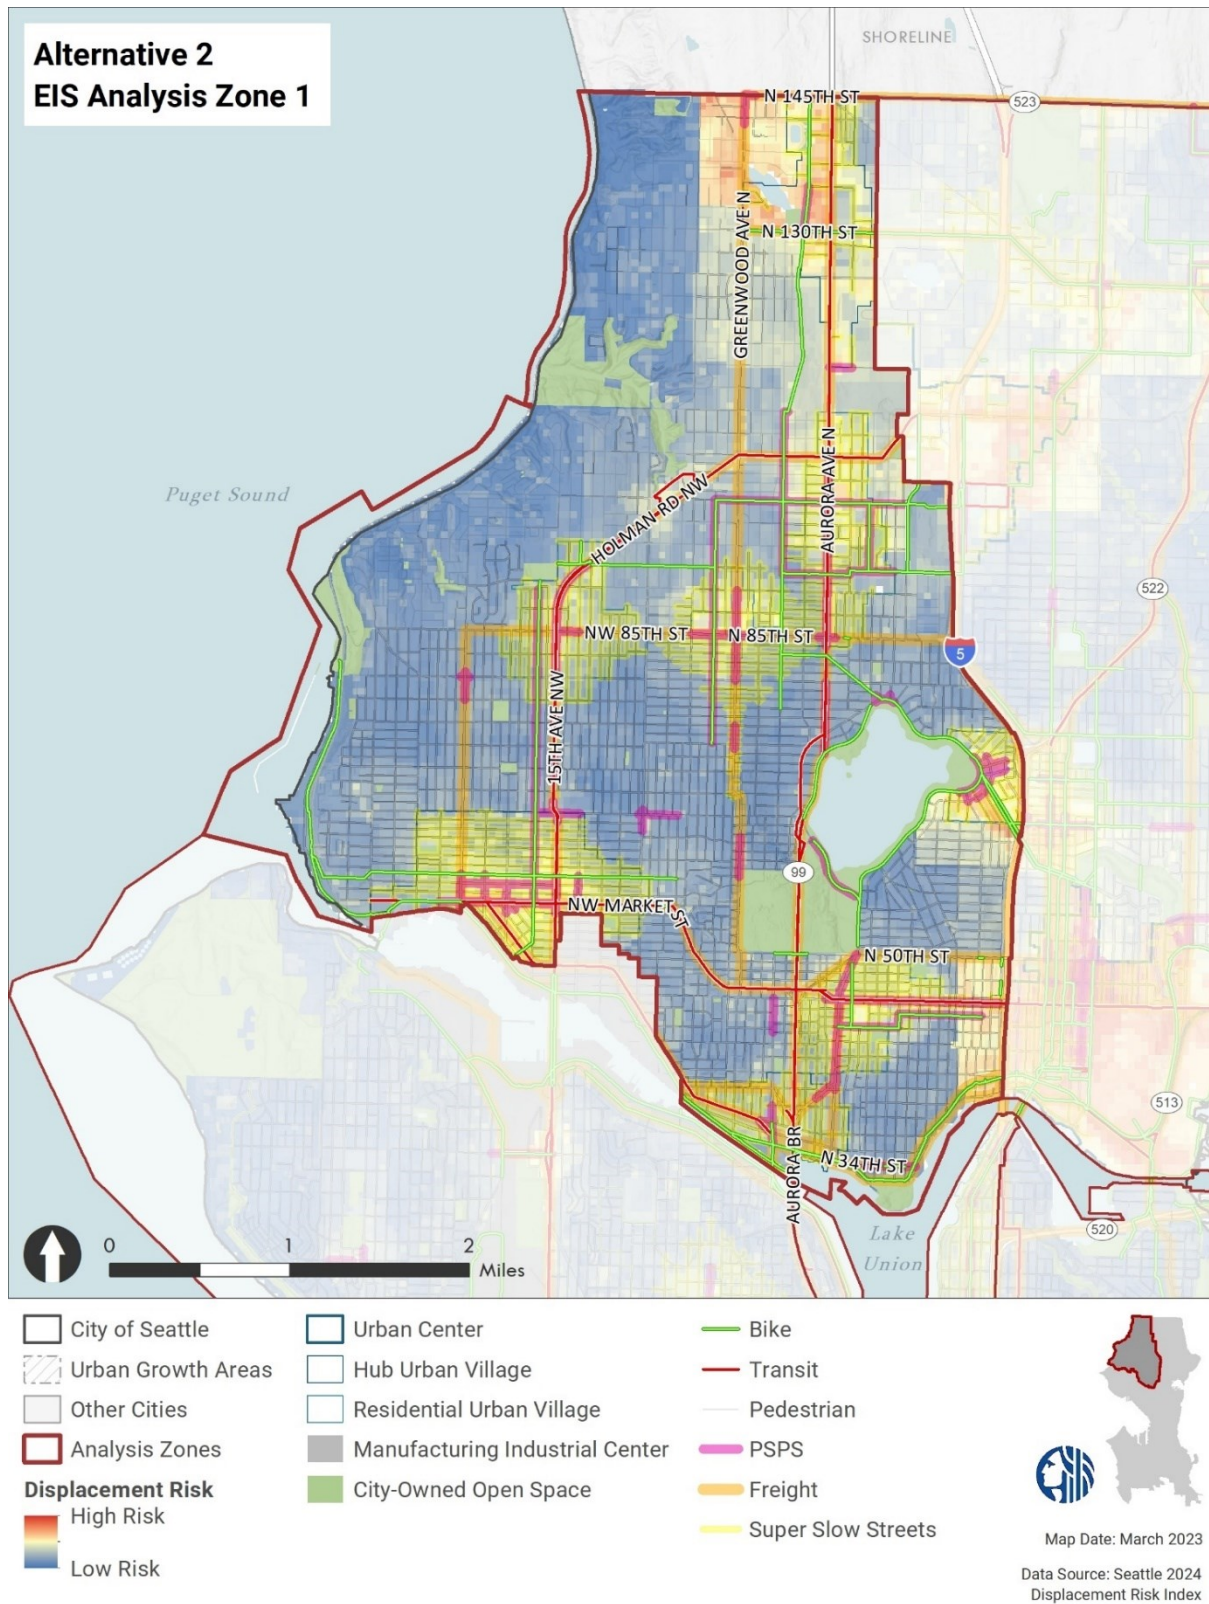 Alternative 2
EIS Analysis Zone 1
SHORELINE
N 145TH ST
523
GREENWOOD AVE N
N 130TH ST
AURORA AVE N
Puget Sound
HOLMAN RD NW
522
NW 85TH ST
N 85TH ST
5
15TH AVE NW
99
NW MARKET ST
N 50TH ST
513
N 34TH ST
AURORA BR
520
Lake
Union
0 1 2
Miles
City of Seattle
Urban Growth Areas
Other Cities
Analysis Zones
Displacement Risk
High Risk
Low Risk
Urban Center
Hub Urban Village
Residential Urban Village
Manufacturing Industrial Center
City-Owned Open Space
Bike
Transit
Pedestrian
PSPS
Freight
Super Slow Streets
Map Date: March 2023
Data Source: Seattle 2024
Displacement Risk Index